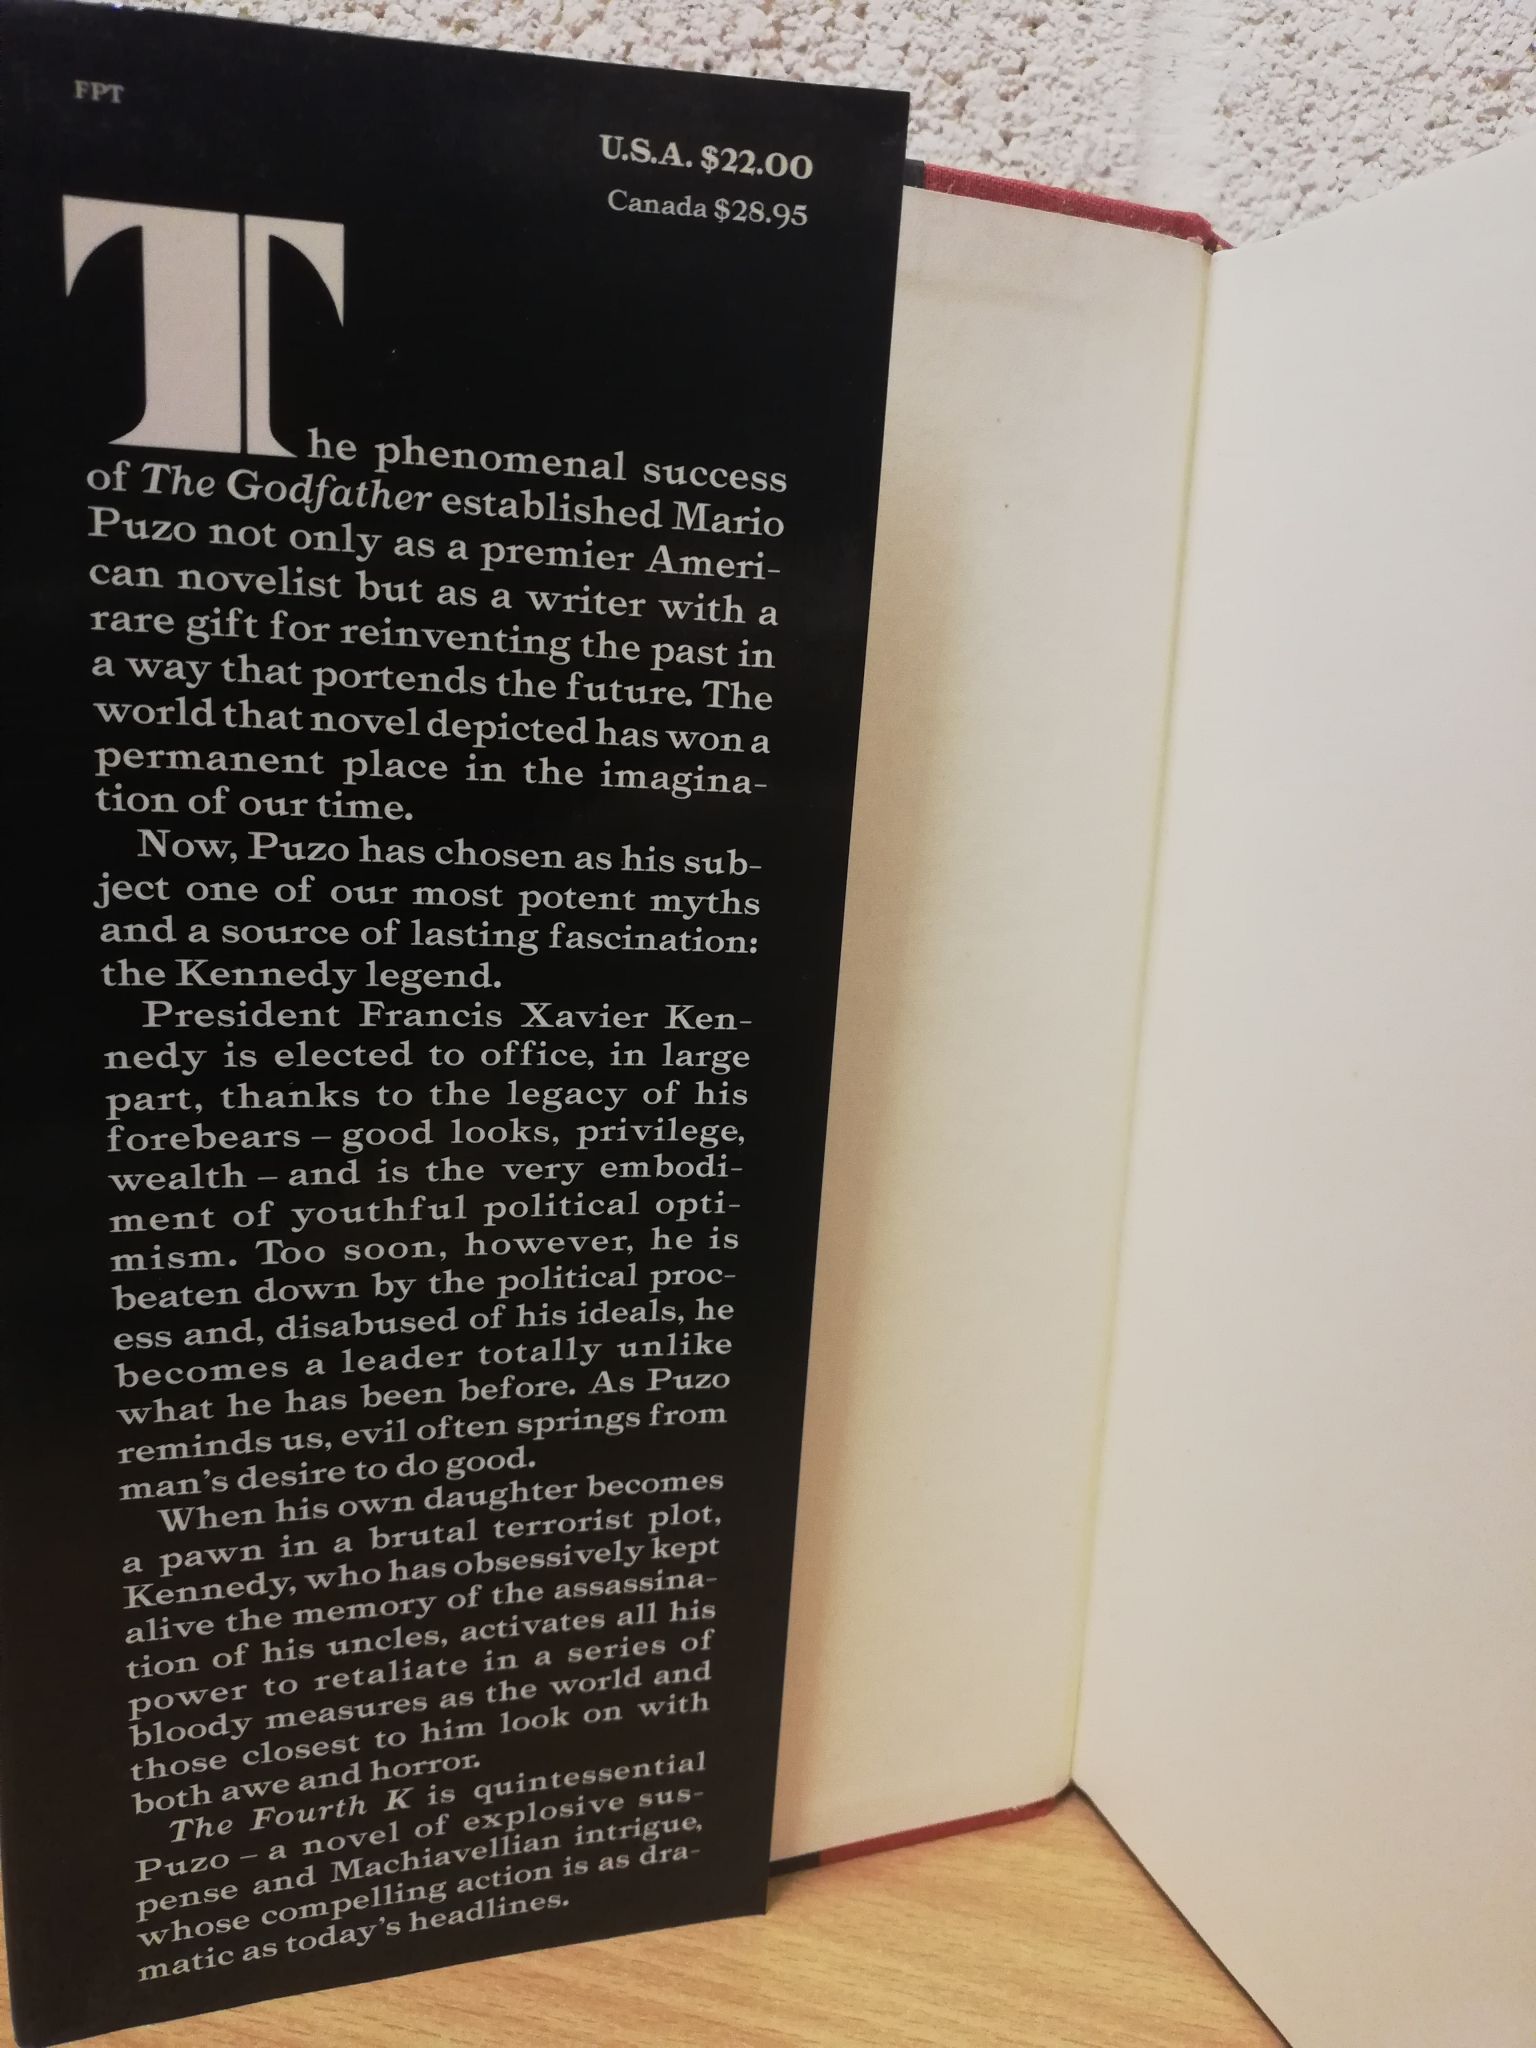 FPT
U.S.A. $22.00
Canada $28.95
The phenomenal success
of The Godfather established Mario
Puzo not only as a premier Ameri-
can novelist but as a writer with a
rare gift for reinventing the past in
a way that portends the future. The
world that novel depicted has won a
permanent place in the imagina-
tion of our time.
Now, Puzo has chosen as his sub-
ject one of our most potent myths
and a source of lasting fascination:
the Kennedy legend.
President Francis Xavier Ken-
nedy is elected to office, in large
part, thanks to the legacy of his
forebears – good looks, privilege,
wealth – and is the very embodi-
ment of youthful political opti-
mism. Too soon, however, he is
beaten down by the political proc-
ess and, disabused of his ideals, he
becomes a leader totally unlike
what he has been before. As Puzo
reminds us, evil often springs from
man's desire to do good.
When his own daughter becomes
a pawn in a brutal terrorist plot,
Kennedy, who has obsessively kept
alive the memory of the assassina-
tion of his uncles, activates all his
power to retaliate in a series of
bloody measures as the world and
those closest to him look on with
both awe and horror.
The Fourth K is quintessential
Puzo – a novel of explosive sus-
pense and Machiavellian intrigue,
whose compelling action is as dra-
matic as today's headlines.